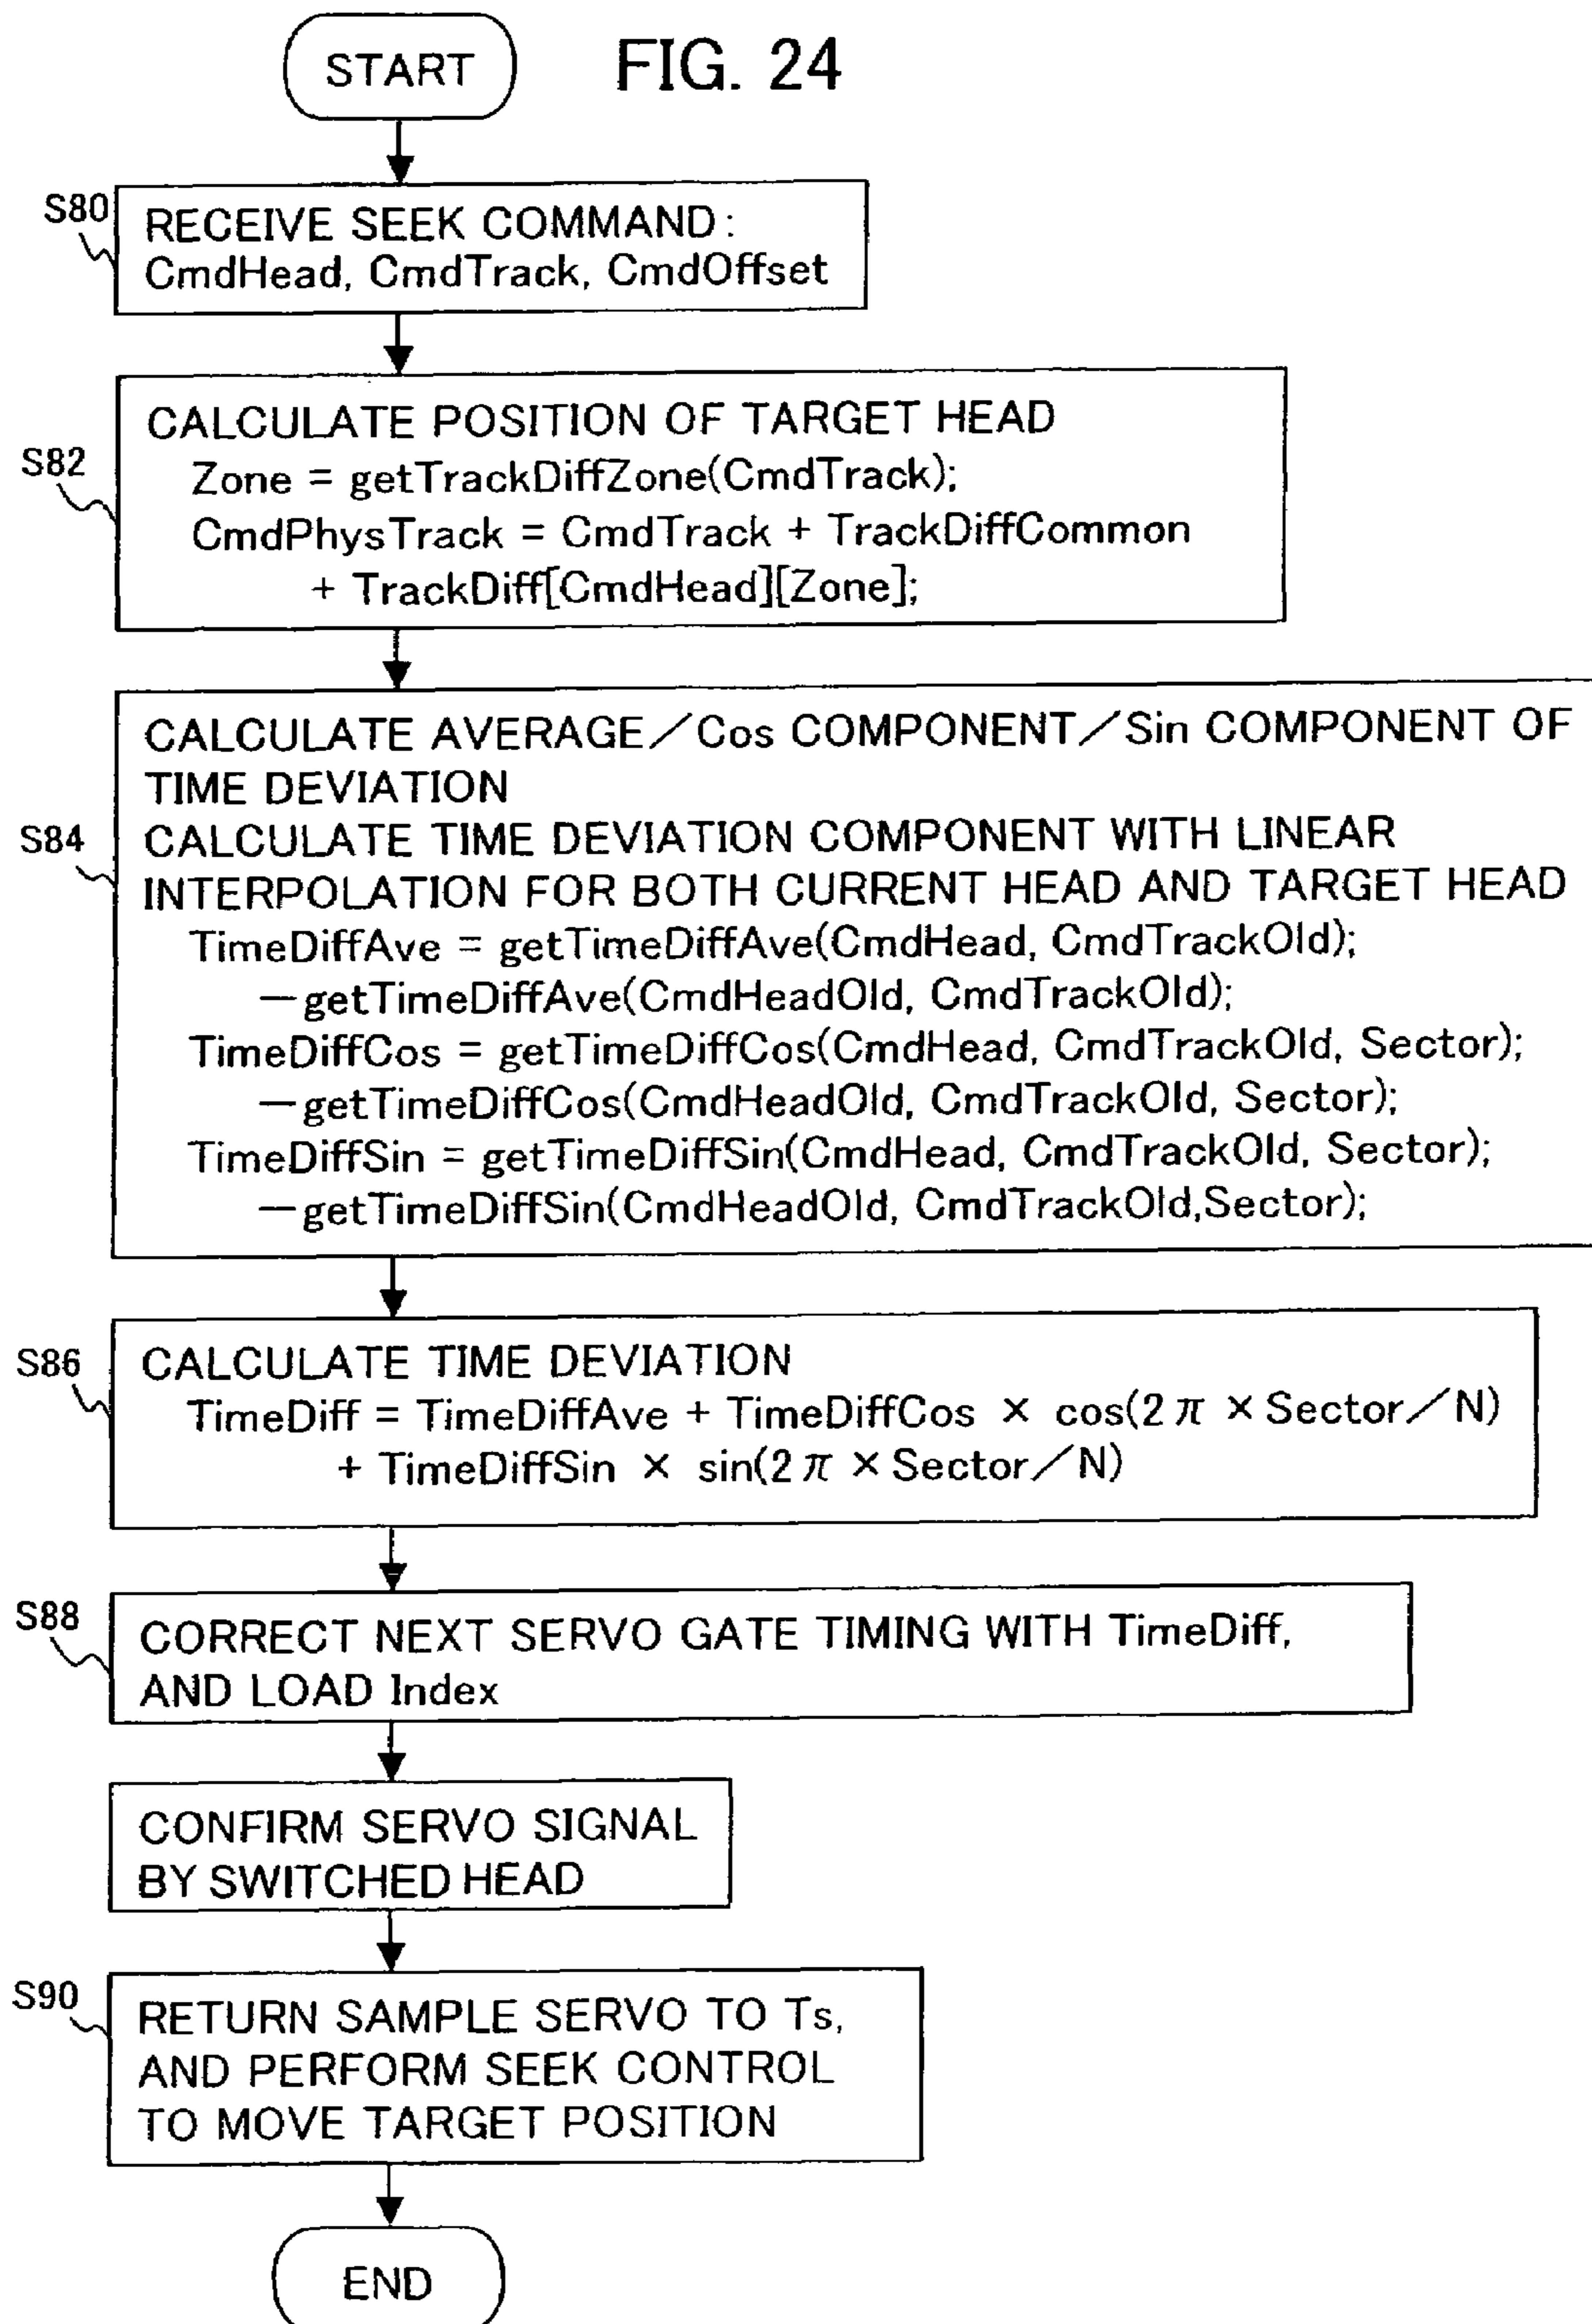 START
FIG. 24
S80
RECEIVE SEEK COMMAND:
CmdHead, CmdTrack, CmdOffset
S82
CALCULATE POSITION OF TARGET HEAD
Zone = getTrackDiffZone(CmdTrack);
CmdPhysTrack = CmdTrack + TrackDiffCommon
+ TrackDiff[CmdHead][Zone];
S84
CALCULATE AVERAGE/Cos COMPONENT/Sin COMPONENT OF
TIME DEVIATION
CALCULATE TIME DEVIATION COMPONENT WITH LINEAR
INTERPOLATION FOR BOTH CURRENT HEAD AND TARGET HEAD
TimeDiffAve = getTimeDiffAve(CmdHead, CmdTrackOld);
—getTimeDiffAve(CmdHeadOld, CmdTrackOld);
TimeDiffCos = getTimeDiffCos(CmdHead, CmdTrackOld, Sector);
—getTimeDiffCos(CmdHeadOld, CmdTrackOld, Sector);
TimeDiffSin = getTimeDiffSin(CmdHead, CmdTrackOld, Sector);
—getTimeDiffSin(CmdHeadOld, CmdTrackOld,Sector);
S86
CALCULATE TIME DEVIATION
TimeDiff = TimeDiffAve + TimeDiffCos × cos(2π × Sector/N)
+ TimeDiffSin × sin(2π × Sector/N)
S88
CORRECT NEXT SERVO GATE TIMING WITH TimeDiff,
AND LOAD Index
CONFIRM SERVO SIGNAL
BY SWITCHED HEAD
S90
RETURN SAMPLE SERVO TO Ts,
AND PERFORM SEEK CONTROL
TO MOVE TARGET POSITION
END